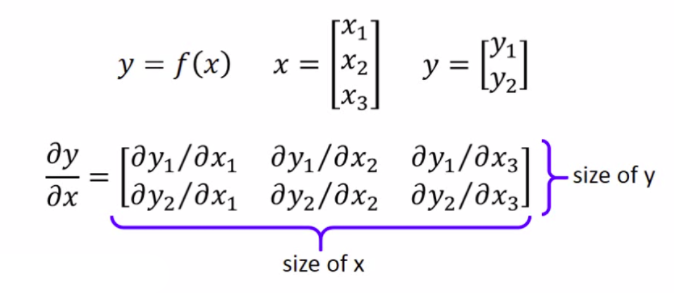 y = f(x)    x = [x₁ x₂ x₃]    y = [y₁ y₂]
∂y/∂x = [∂y₁/∂x₁  ∂y₁/∂x₂  ∂y₁/∂x₃
∂y₂/∂x₁  ∂y₂/∂x₂  ∂y₂/∂x₃]
size of y
size of x